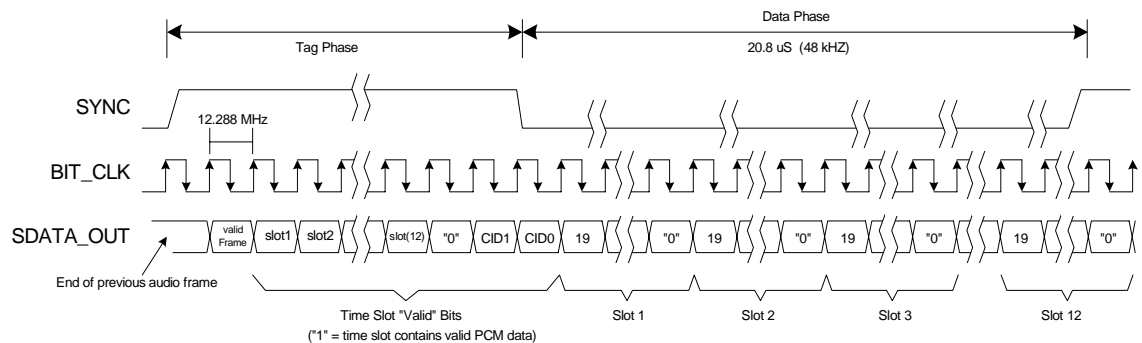 Tag Phase
Data Phase
20.8 uS (48 kHZ)
SYNC
12.288 MHz
BIT_CLK
SDATA_OUT
valid Frame
slot1
slot2
slot(12)
"0"
CID1
CID0
19
"0"
19
"0"
19
"0"
19
"0"
End of previous audio frame
Time Slot "Valid" Bits
("1" = time slot contains valid PCM data)
Slot 1
Slot 2
Slot 3
Slot 12